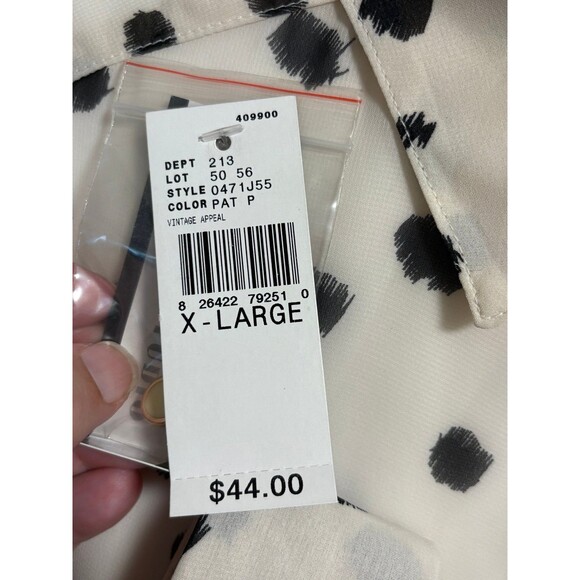 409900
DEPT 213
LOT 50 56
STYLE 0471J55
COLOR PAT P
VINTAGE APPEAL
8 26422 79251 0
X-LARGE
$44.00